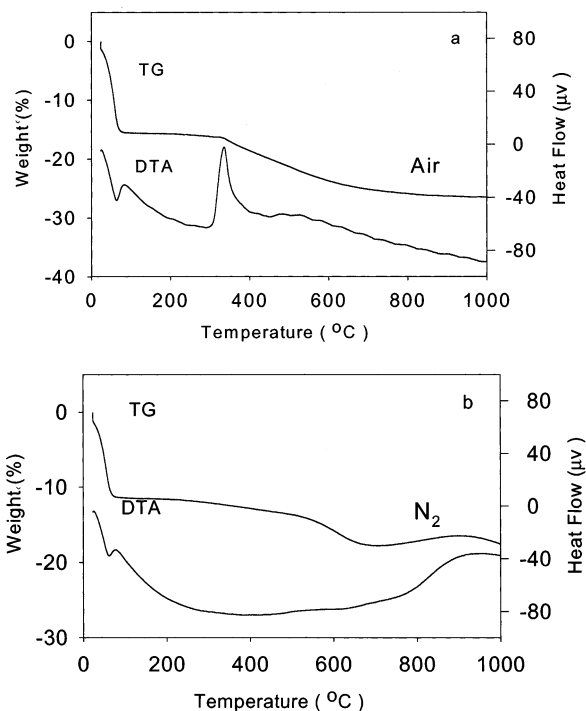 a
TG
DTA
Air
0
-10
-20
-30
-40
Weight (%)
80
40
0
-40
-80
Heat Flow (μv)
0 200 400 600 800 1000
Temperature ( °C)
b
TG
DTA
N₂
0
-10
-20
-30
Weight (%)
80
40
0
-40
-80
Heat Flow (μv)
0 200 400 600 800 1000
Temperature ( °C)